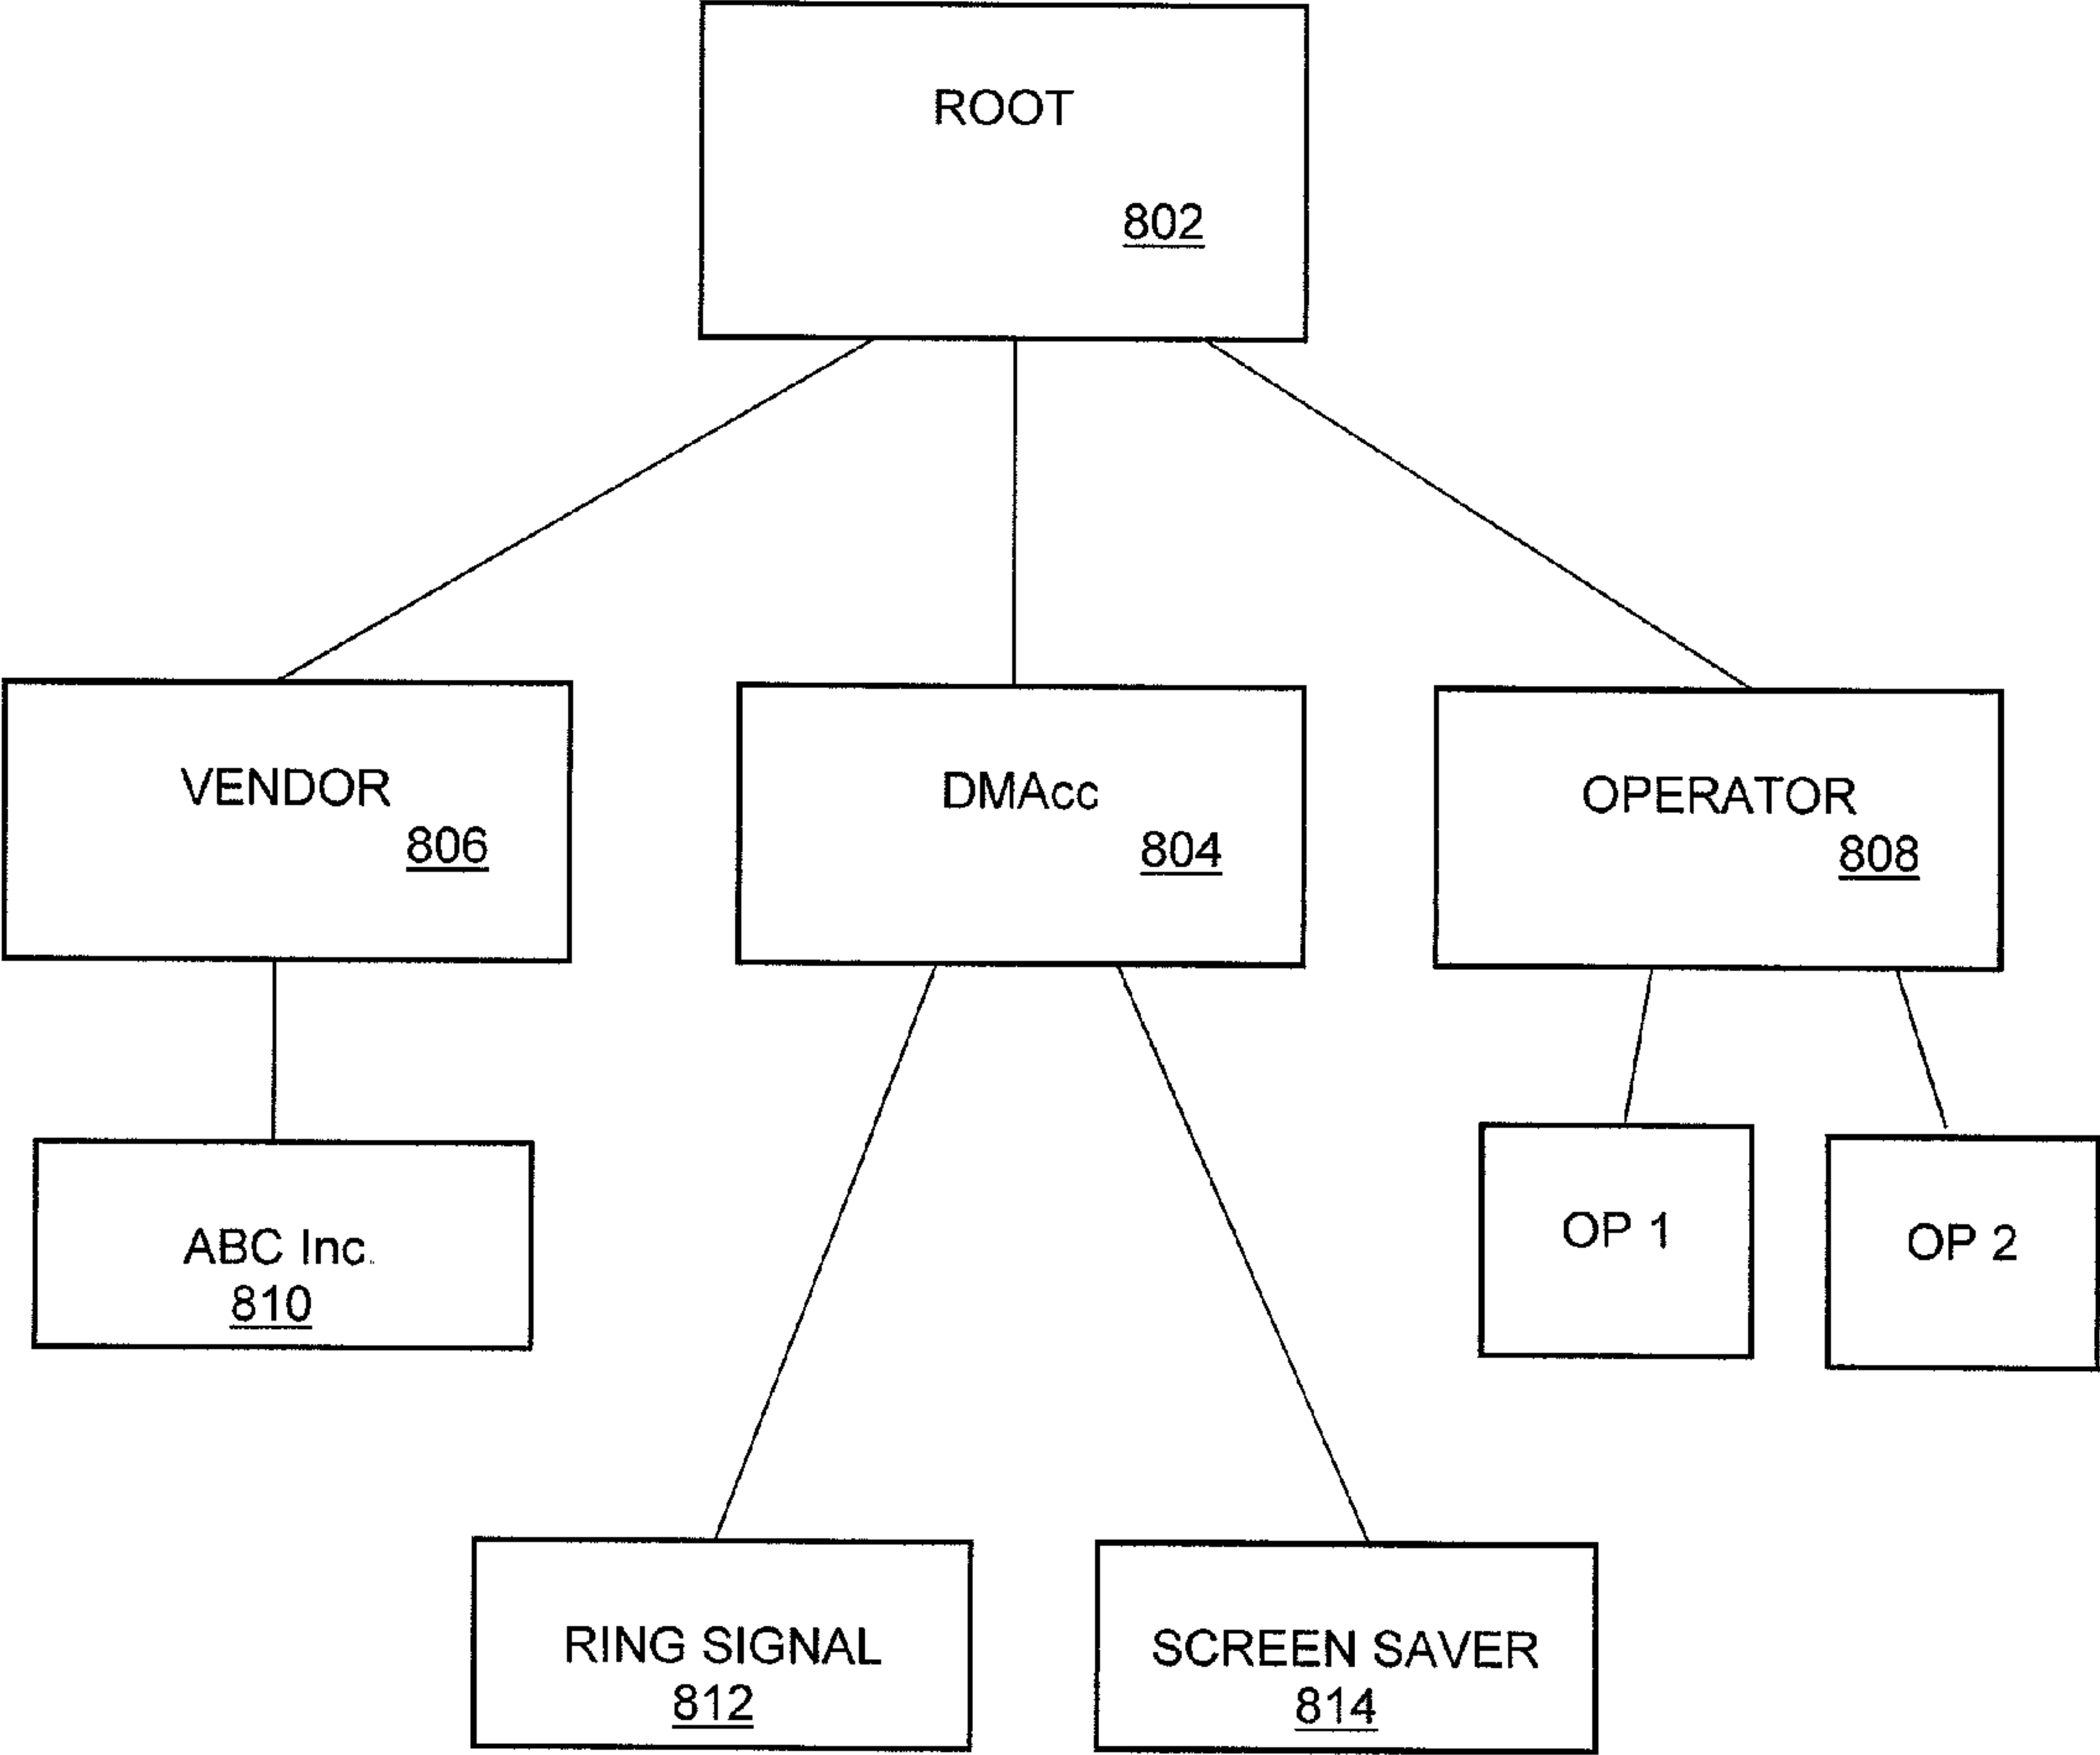 ROOT
802
VENDOR
806
DMAcc
804
OPERATOR
808
ABC Inc.
810
OP 1
OP 2
RING SIGNAL
812
SCREEN SAVER
814